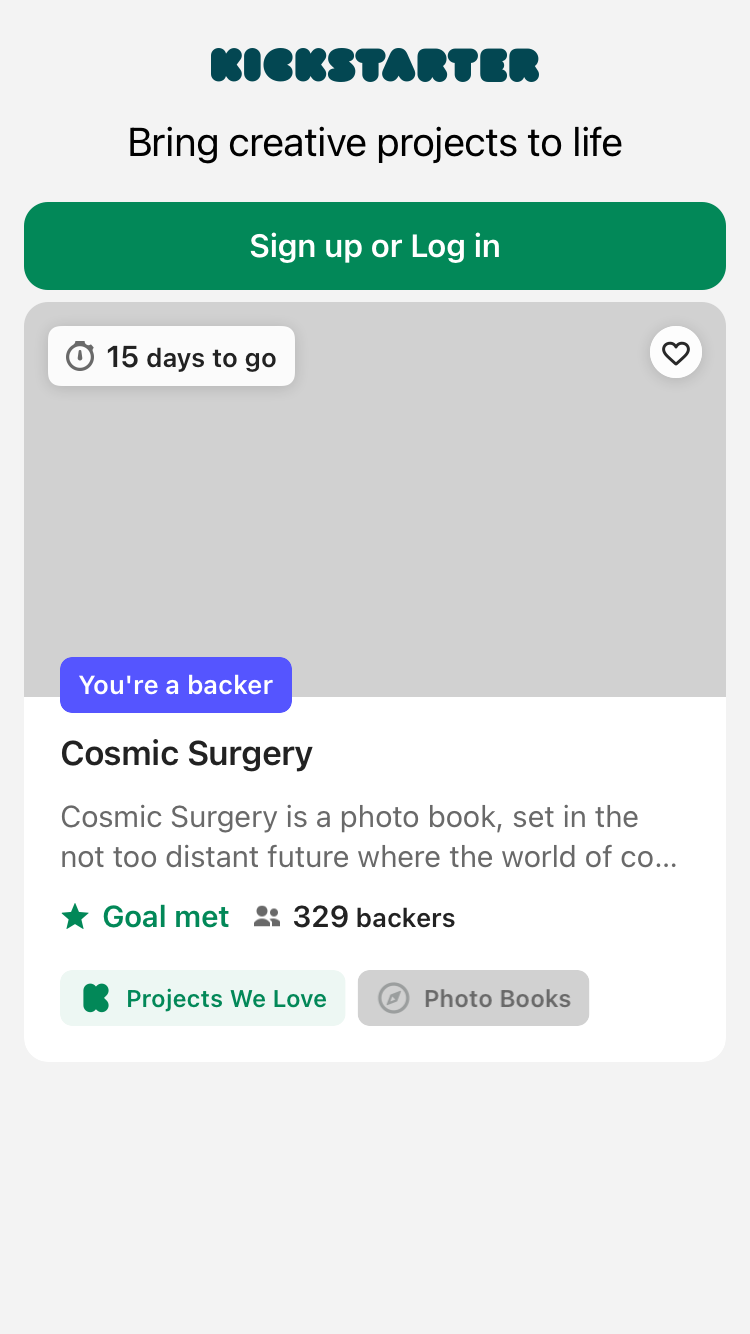 KICKSTARTER
Bring creative projects to life
Sign up or Log in
15 days to go
You're a backer
Cosmic Surgery
Cosmic Surgery is a photo book, set in the
not too distant future where the world of co...
Goal met 329 backers
Projects We Love Photo Books